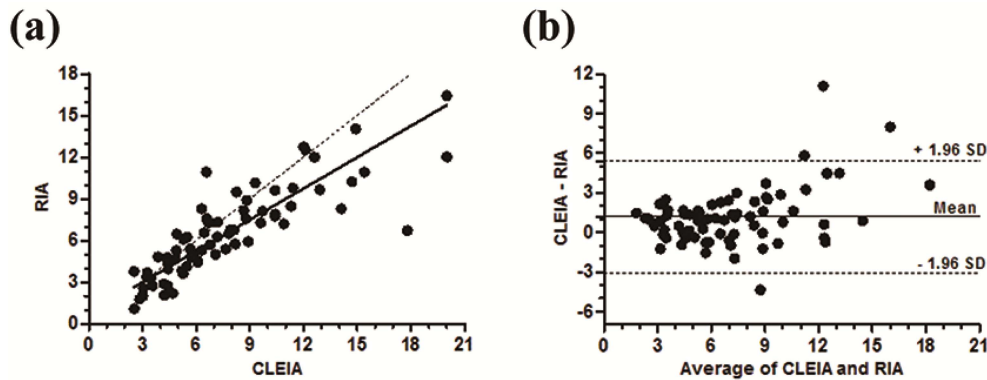 (a)
18
15
12
9
6
3
0
RIA
0 3 6 9 12 15 18 21
CLEIA
(b)
12
9
6
3
0
-3
-6
CLEIA - RIA
+ 1.96 SD
Mean
- 1.96 SD
0 3 6 9 12 15 18 21
Average of CLEIA and RIA